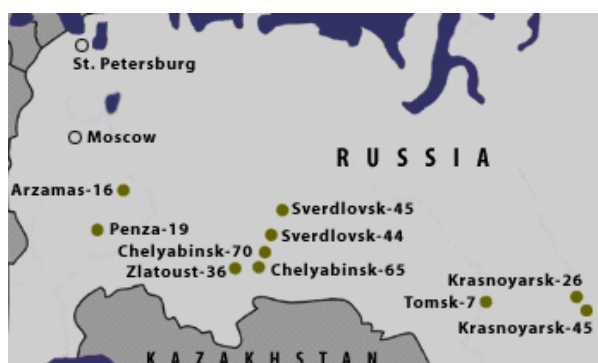 St. Petersburg
Moscow
RUSSIA
Arzamas-16
Sverdlovsk-45
Penza-19
Sverdlovsk-44
Chelyabinsk-70
Zlatoust-36
Chelyabinsk-65
Krasnoyarsk-26
Tomsk-7
Krasnoyarsk-45
KAZAKHSTAN